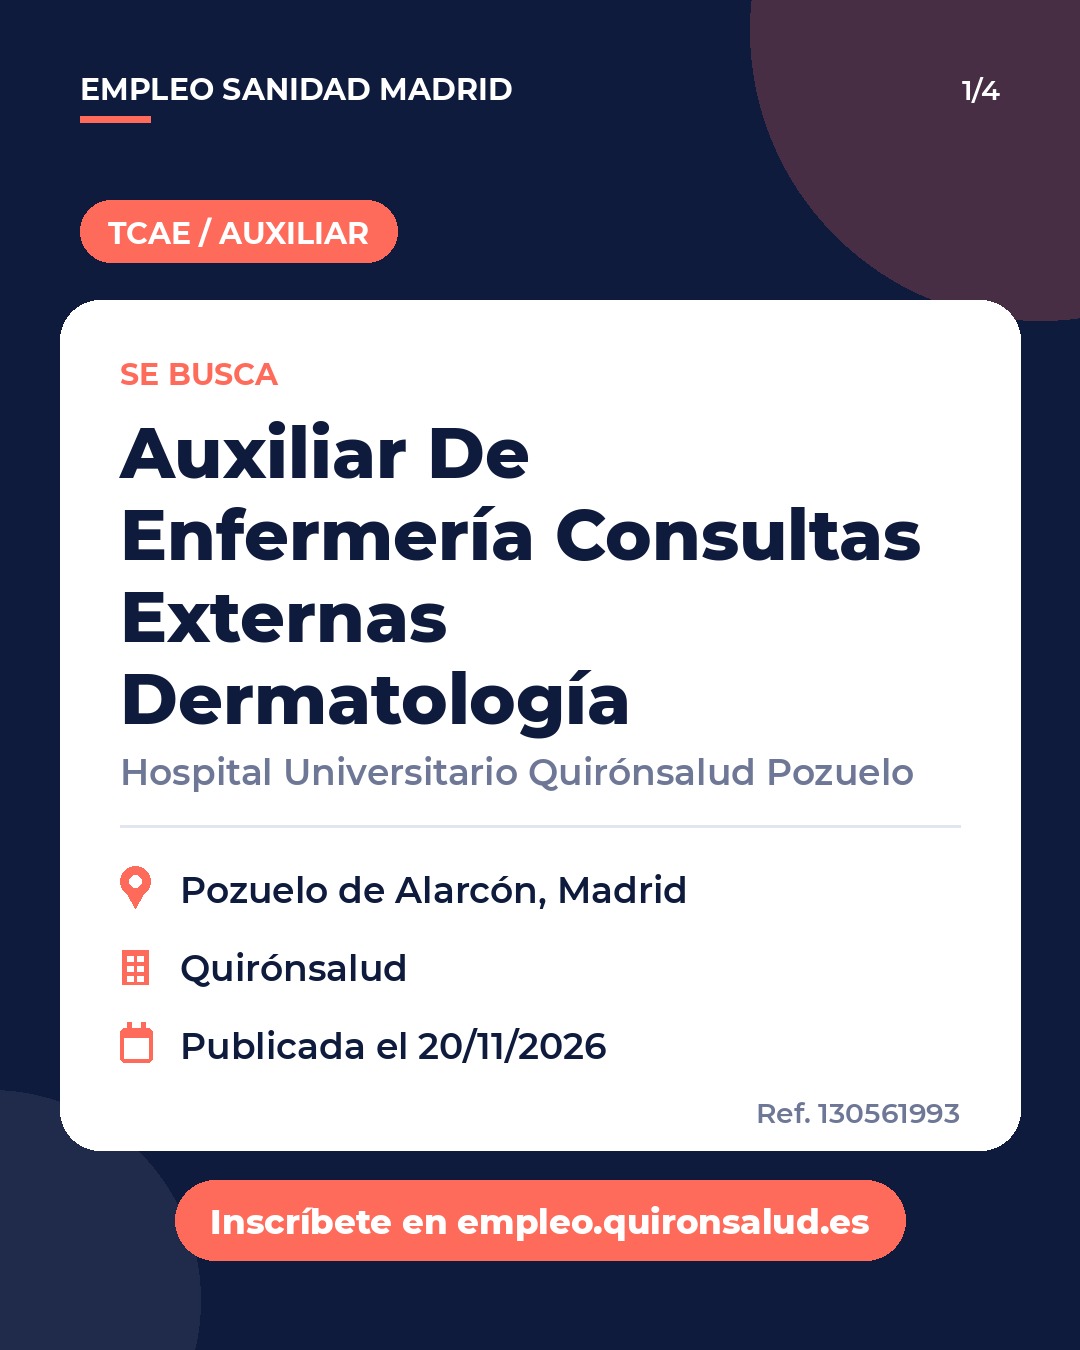 EMPLEO SANIDAD MADRID
1/4
TCAE / AUXILIAR
SE BUSCA
Auxiliar De
Enfermería Consultas
Externas
Dermatología
Hospital Universitario Quirónsalud Pozuelo
Pozuelo de Alarcón, Madrid
Quirónsalud
Publicada el 20/11/2026
Ref. 130561993
Inscríbete en empleo.quironsalud.es